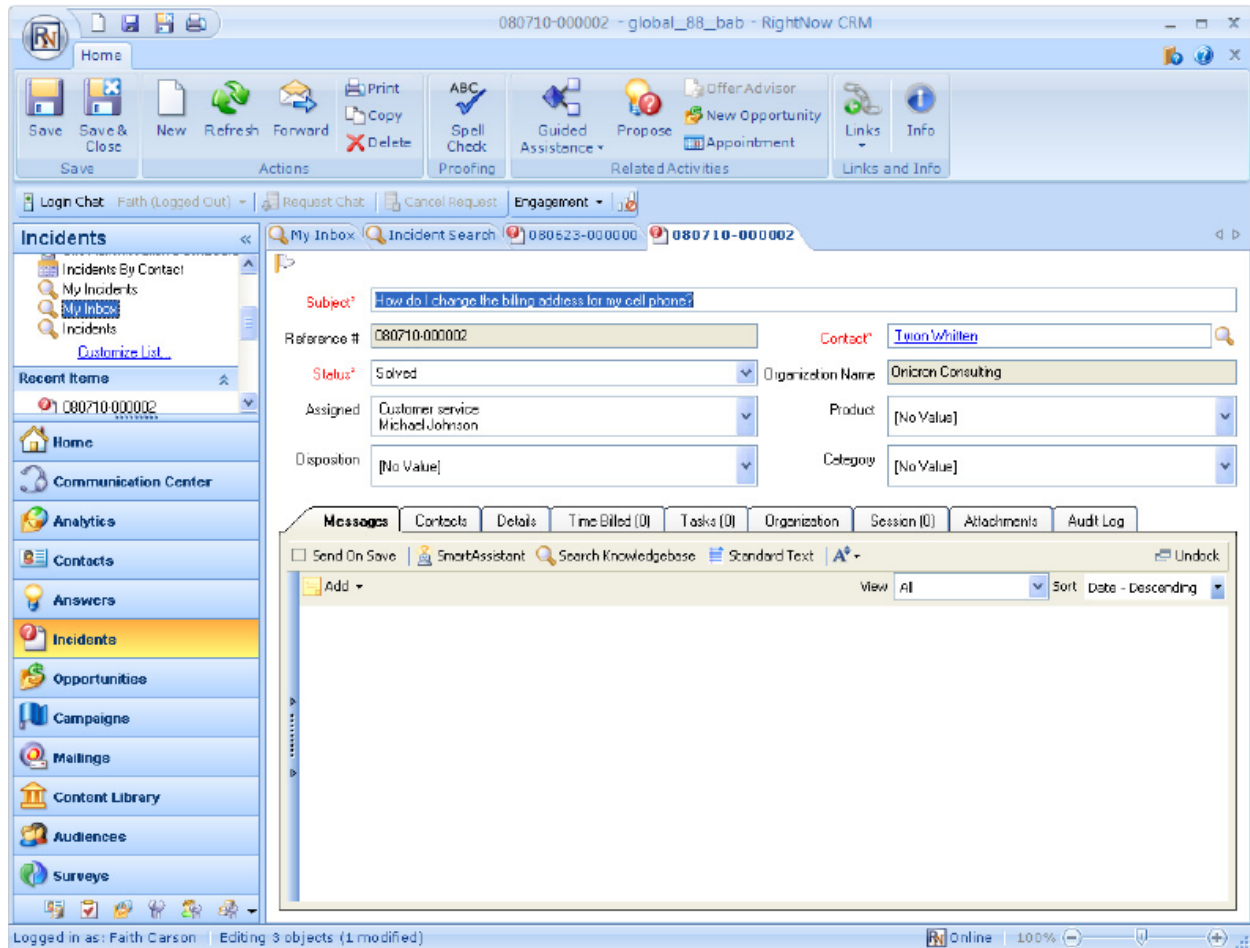 080710-000002 - global_88_bab - RightNow CRM
RN
Home
Save
Save & Close
New
Refresh
Forward
Print
Copy
Delete
ABC
Spell Check
Guided Assistance
Propose
Offer Advisor
New Opportunity
Appointment
Links
Info
Save
Actions
Proofing
Related Activities
Links and Info
Login Chat Faith (Logged Out) Request Chat Cancel Request Engagement
Incidents
My Inbox Incident Search 080623-000000 080710-000002
Incidents By Contact
My Incidents
My Inbox
Incidents
Customize List...
Recent Items
080710-000002
Home
Communication Center
Analytics
Contacts
Answers
Incidents
Opportunities
Campaigns
Mailings
Content Library
Audiences
Surveys
Subject* How do I change the billing address for my cell phone?
Reference # 080710-000002 Contact* Tyron Whitten
Status* Solved Organization Name Onicron Consulting
Assigned Customer service
Michael Johnson
Product [No Value]
Disposition [No Value] Category [No Value]
Messages Contacts Details Time Billed (0) Tasks (0) Organization Session (0) Attachments Audit Log
Send On Save SmartAssistant Search Knowledgebase Standard Text A Undock
Add View All Sort Date - Descending
Logged in as: Faith Carson Editing 3 objects (1 modified) RN Online 100%